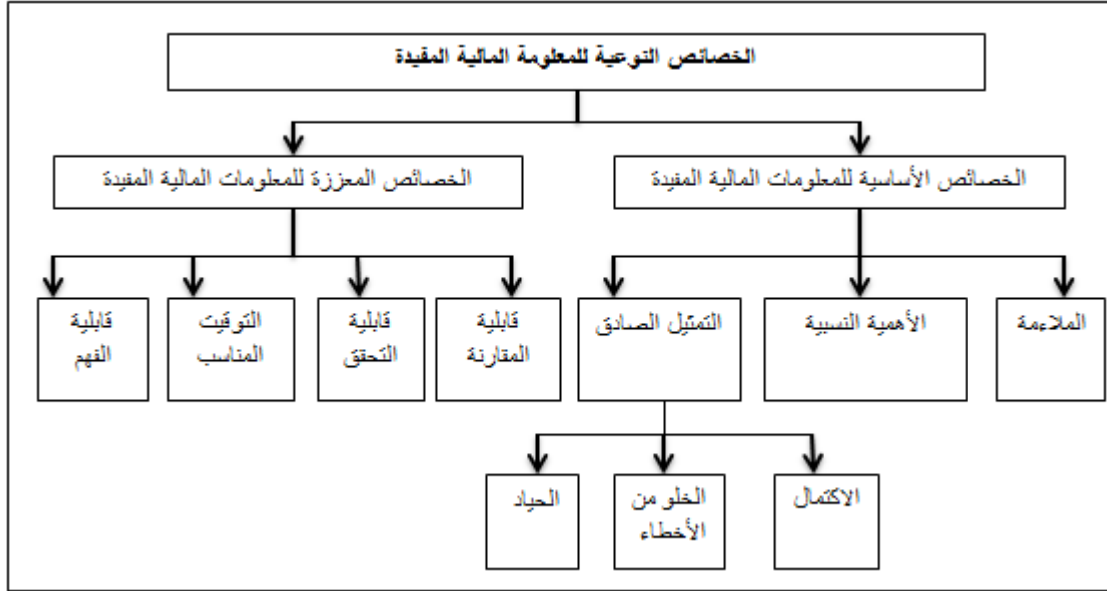 الخصائص النوعية للمعلومة المالية المفيدة
الخصائص الأساسية للمعلومات المالية المفيدة
الخصائص المعززة للمعلومات المالية المفيدة
الملاءمة
الأهمية النسبية
التمثيل الصادق
قابلية
المقارنة
قابلية
التحقق
التوقيت
المناسب
قابلية
الفهم
الاكتمال
الخلو من
الأخطاء
الحياد